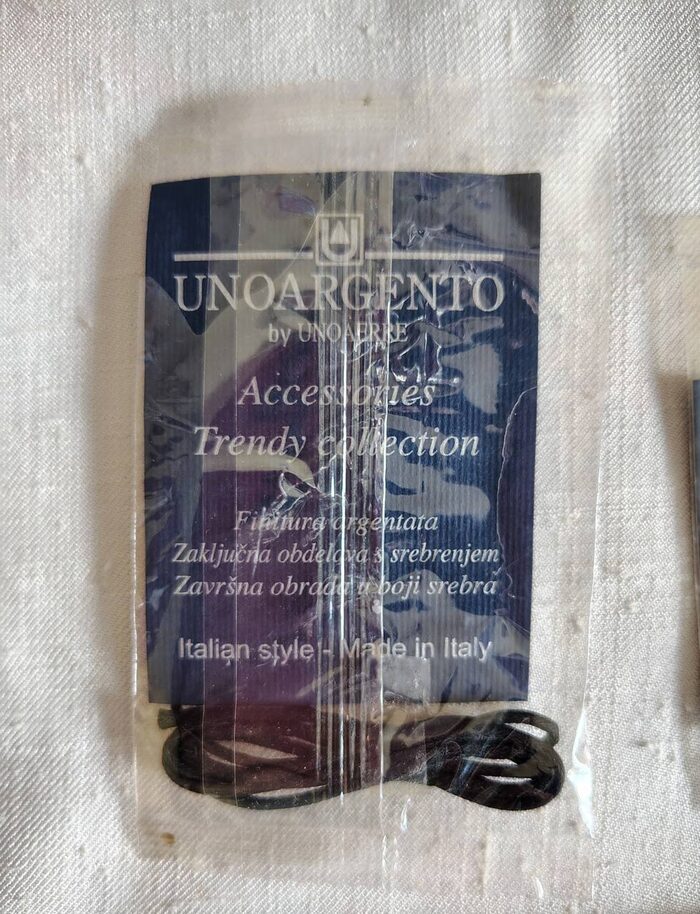 UNOARGENTO
by UNOAERRE
Accessories
Trendy collection
Finitura argentata
Zaključna obdelava s srebrenjem
Završna obrada u boji srebra
Italian style - Made in Italy